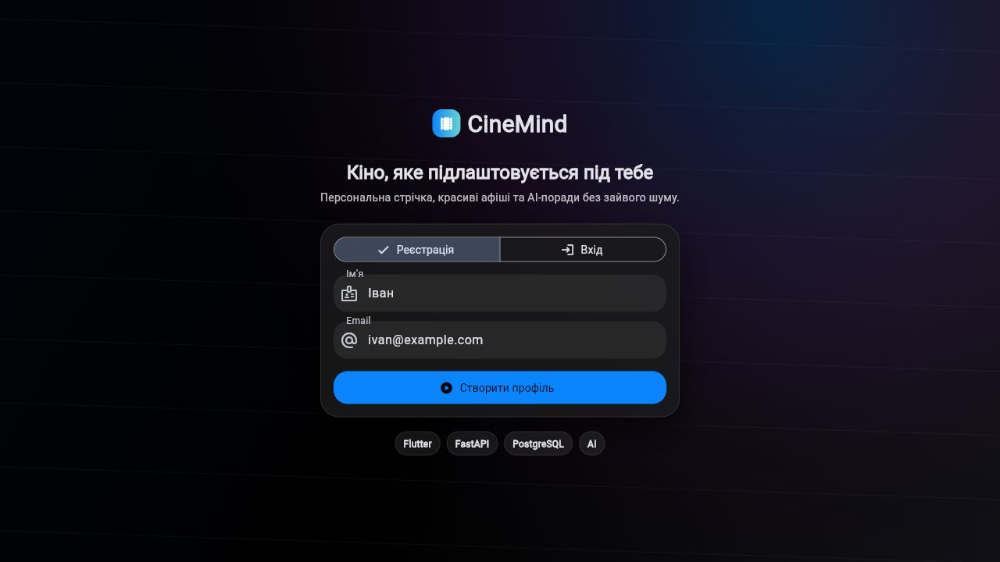 CineMind
Кіно, яке підлаштовується під тебе
Персональна стрічка, красиві афіші та AI-поради без зайвого шуму.
Реєстрація
Вхід
Ім'я
Іван
Email
ivan@example.com
Створити профіль
Flutter
FastAPI
PostgreSQL
AI